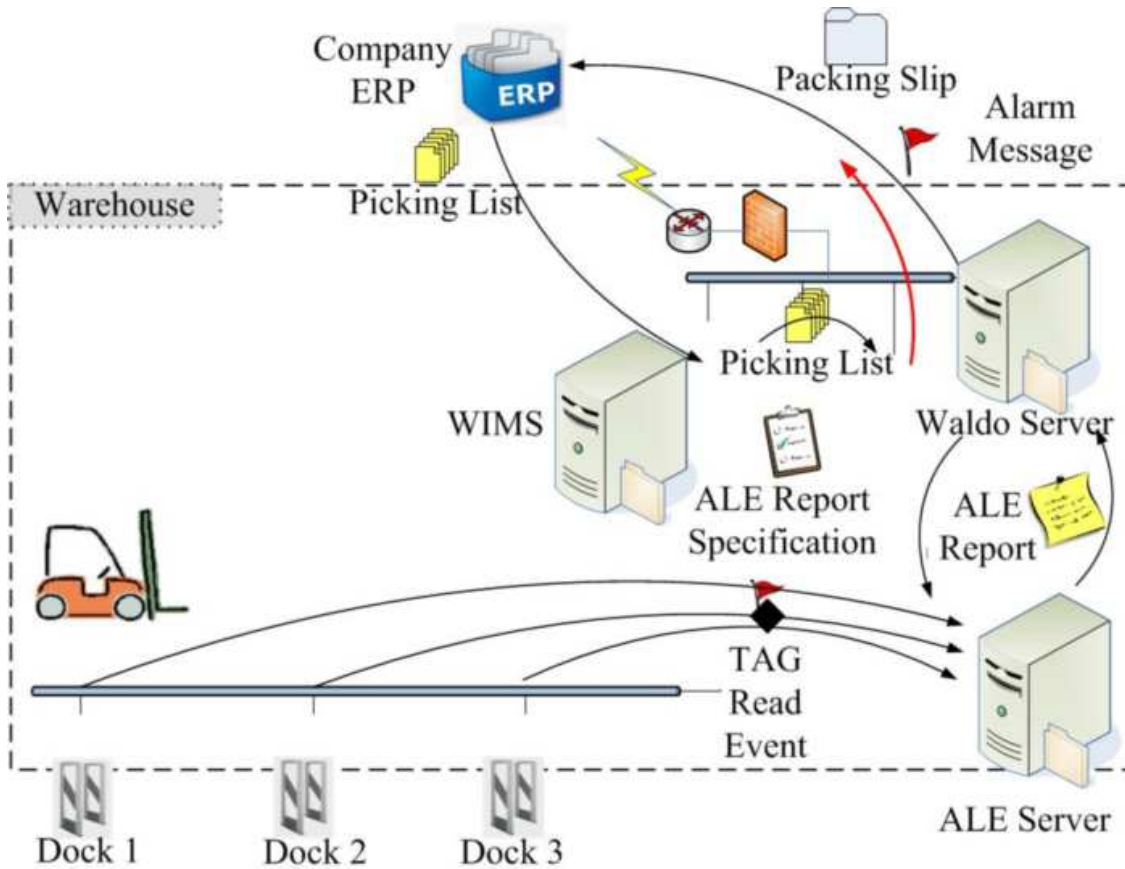 Company
ERP
ERP
Packing Slip
Alarm
Message
Picking List
Warehouse
Picking List
WIMS
Waldo Server
ALE Report
Specification
ALE
Report
TAG
Read
Event
ALE Server
Dock 1
Dock 2
Dock 3